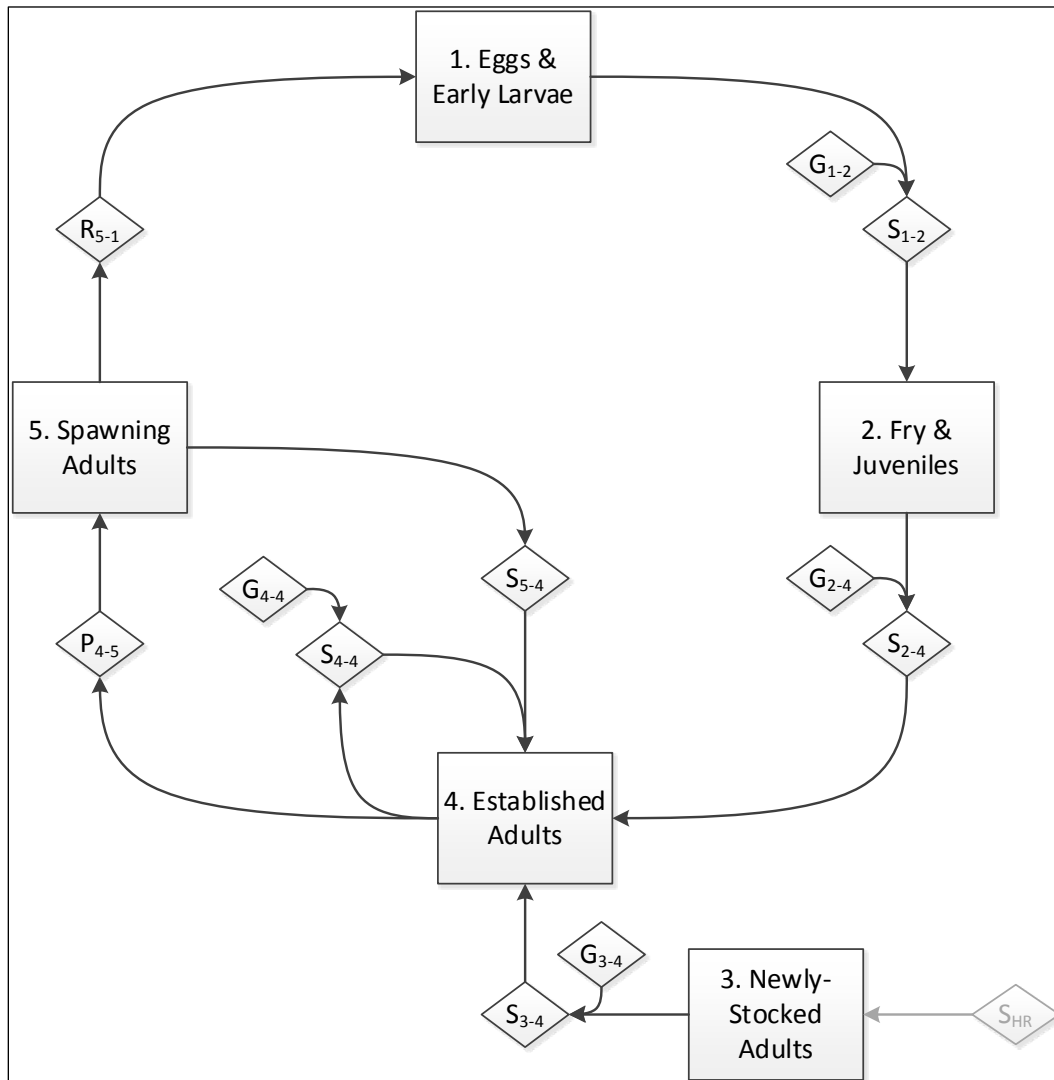 1. Eggs &
Early Larvae
G1-2
R5-1
S1-2
5. Spawning
Adults
2. Fry &
Juveniles
G4-4
S5-4
G2-4
P4-5
S4-4
S2-4
4. Established
Adults
G3-4
3. Newly-
Stocked
Adults
S3-4
SHR